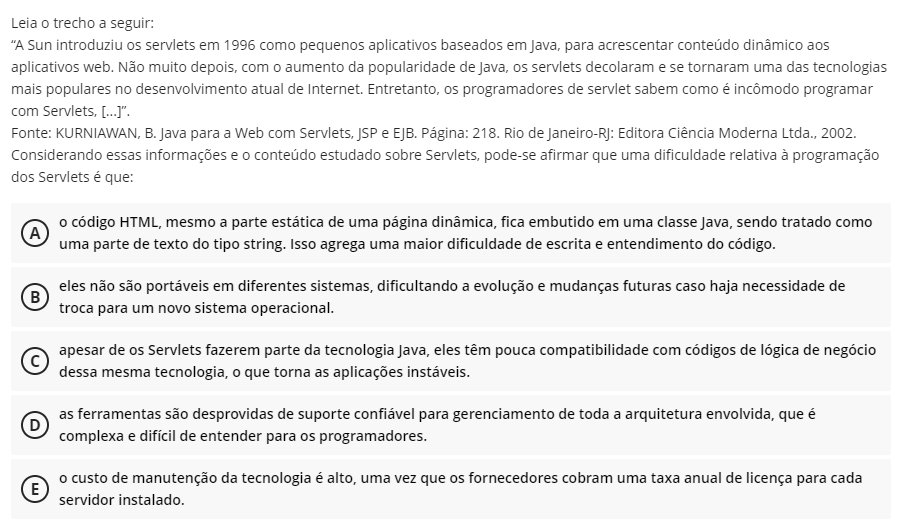 Leia o trecho a seguir:
“A Sun introduziu os servlets em 1996 como pequenos aplicativos baseados em Java, para acrescentar conteúdo dinâmico aos
aplicativos web. Não muito depois, com o aumento da popularidade de Java, os servlets decolaram e se tornaram uma das tecnologias
mais populares no desenvolvimento atual de Internet. Entretanto, os programadores de servlet sabem como é incômodo programar
com Servlets, [...]”.
Fonte: KURNIAWAN, B. Java para a Web com Servlets, JSP e EJB. Página: 218. Rio de Janeiro-RJ: Editora Ciência Moderna Ltda., 2002.
Considerando essas informações e o conteúdo estudado sobre Servlets, pode-se afirmar que uma dificuldade relativa à programação
dos Servlets é que:
A
o código HTML, mesmo a parte estática de uma página dinâmica, fica embutido em uma classe Java, sendo tratado como
uma parte de texto do tipo string. Isso agrega uma maior dificuldade de escrita e entendimento do código.
B
eles não são portáveis em diferentes sistemas, dificultando a evolução e mudanças futuras caso haja necessidade de
troca para um novo sistema operacional.
C
apesar de os Servlets fazerem parte da tecnologia Java, eles têm pouca compatibilidade com códigos de lógica de negócio
dessa mesma tecnologia, o que torna as aplicações instáveis.
D
as ferramentas são desprovidas de suporte confiável para gerenciamento de toda a arquitetura envolvida, que é
complexa e difícil de entender para os programadores.
E
o custo de manutenção da tecnologia é alto, uma vez que os fornecedores cobram uma taxa anual de licença para cada
servidor instalado.